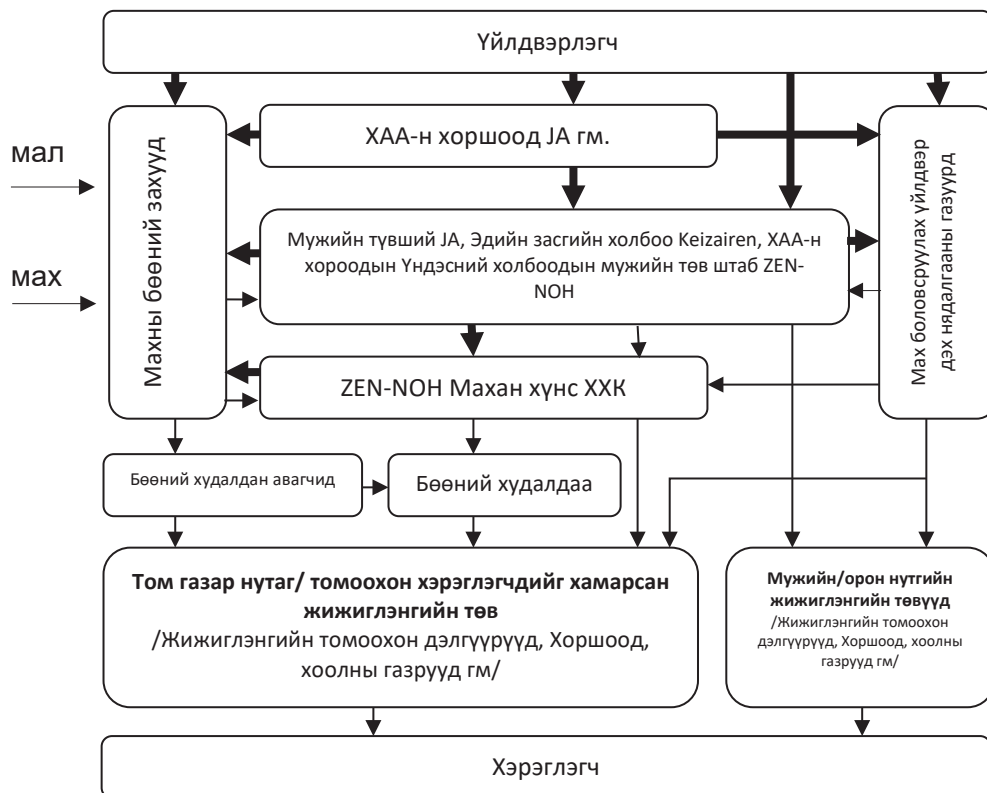 Үйлдвэрлэгч
мал
мах
Махны бөөний захууд
ХАА-н хоршоод JA гм.
Мужийн түвший JA, Эдийн засгийн холбоо Keizairen, ХАА-н
хороодын Үндэсний холбоодын мужийн төв штаб ZEN-
NOH
Мах боловсруулах үйлдвэр
дэх нядалгааны газуурд
ZEN-NOH Махан хүнс ХХК
Бөөний худалдан авагчид
Бөөний худалдаа
Том газар нутаг/ томоохон хэрэглэгчдийг хамарсан
жижиглэнгийн төв
/Жижиглэнгийн томоохон дэлгүүрүүд, Хоршоод,
хоолны газрууд гм/
Мужийн/орон нутгийн
жижиглэнгийн төвүүд
/Жижиглэнгийн томоохон
дэлгүүрүүд, Хоршоод, хоолны
газрууд гм/
Хэрэглэгч